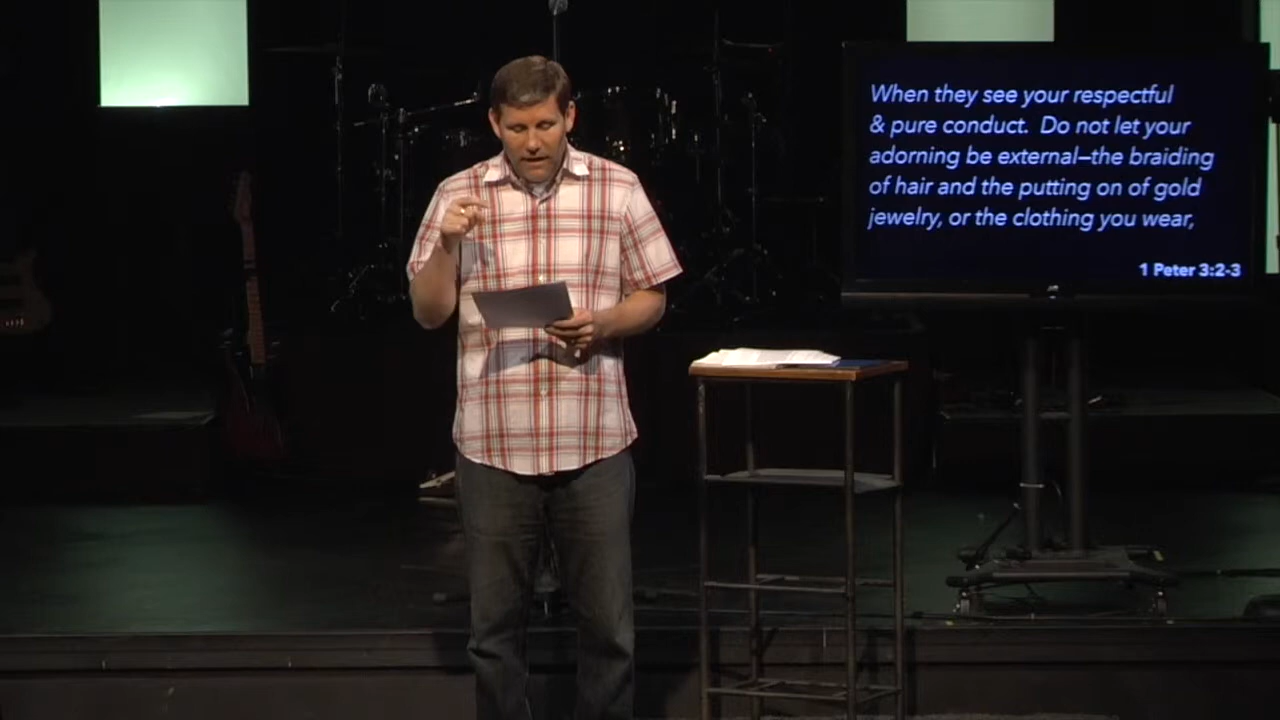 When they see your respectful
& pure conduct. Do not let your
adorning be external–the braiding
of hair and the putting on of gold
jewelry, or the clothing you wear,
1 Peter 3:2-3